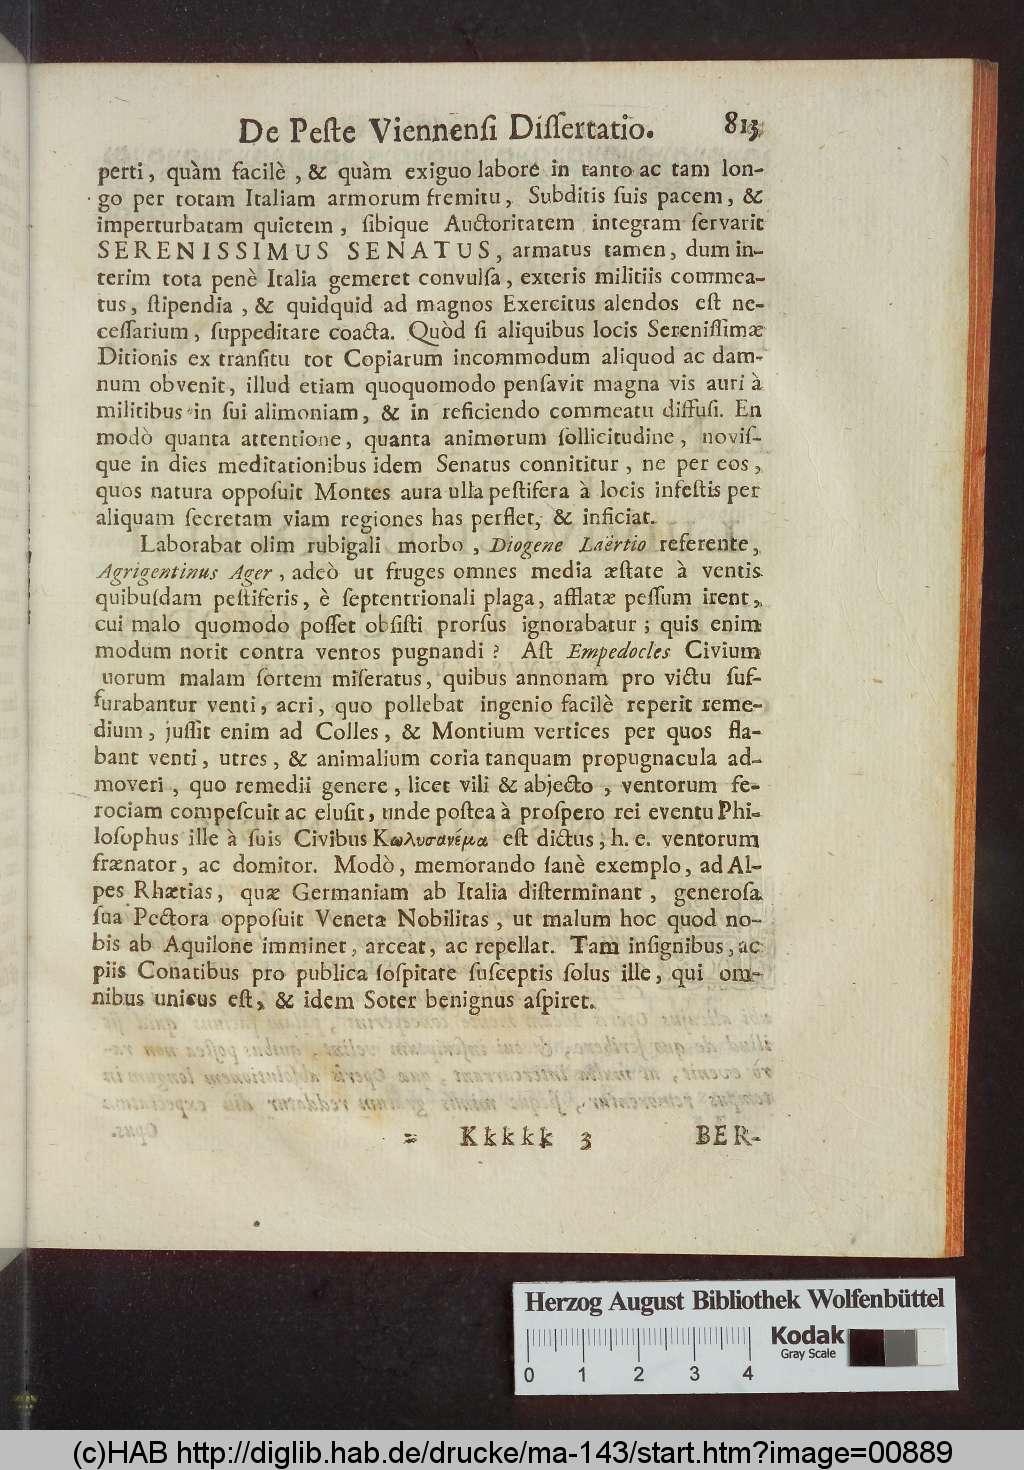 De Peſte Viennenſi Diſſertatio. 813
perti, quàm facilè, & quàm exiguo labore in tanto ac tam lon-
go per totam Italiam armorum fremitu, Subditis ſuis pacem, &
imperturbatam quietem, ſibique Auctoritatem integram ſervarit
SERENISSIMUS SENATUS, armatus tamen, dum in-
terim tota penè Italia gemeret convulſa, exteris militiis commea-
tus, ſtipendia, & quidquid ad magnos Exercitus alendos eſt ne-
ceſſarium, ſuppeditare coacta. Quòd ſi aliquibus locis Sereniſſimæ
Ditionis ex tranſitu tot Copiarum incommodum aliquod ac dam-
num obvenit, illud etiam quoquomodo penſavit magna vis auri à
militibus in ſui alimoniam, & in reficiendo commeatu diffuſi. En
modò quanta attentione, quanta animorum ſollicitudine, noviſ-
que in dies meditationibus idem Senatus connititur, ne per eos,
quos natura oppoſuit Montes aura ulla peſtifera à locis infeſtis per
aliquam ſecretam viam regiones has perflet, & inficiat.
Laborabat olim rubigali morbo, Diogene Laërtio referente,
Agrigentinus Ager, adeò ut fruges omnes media æſtate à ventis
quibuſdam peſtiferis, è ſeptentrionali plaga, afflatæ peſſum irent,
cui malo quomodo poſſet obſiſti prorſus ignorabatur; quis enim
modum norit contra ventos pugnandi? Aſt Empedocles Civium
uorum malam ſortem miſeratus, quibus annonam pro victu ſuf-
furabantur venti, acri, quo pollebat ingenio facilè reperit reme-
dium, juſſit enim ad Colles, & Montium vertices per quos fla-
bant venti, utres, & animalium coria tanquam propugnacula ad-
moveri, quo remedii genere, licet vili & abjecto, ventorum fe-
rociam compeſcuit ac eluſit, unde poſtea à proſpero rei eventu Phi-
loſophus ille à ſuis Civibus Κωλυσανέμα eſt dictus, h. e. ventorum
frænator, ac domitor. Modò, memorando ſanè exemplo, ad Al-
pes Rhætias, quæ Germaniam ab Italia diſterminant, generoſa
ſua Pectora oppoſuit Veneta Nobilitas, ut malum hoc quod no-
bis ab Aquilone imminet, arceat, ac repellat. Tam inſignibus, ac
piis Conatibus pro publica ſoſpitate ſuſceptis ſolus ille, qui om-
nibus unicus eſt, & idem Soter benignus aſpiret.
Kkkkk 3 BER-
Herzog August Bibliothek Wolfenbüttel
Kodak
Gray Scale
0 1 2 3 4
(c)HAB http://diglib.hab.de/drucke/ma-143/start.htm?image=00889